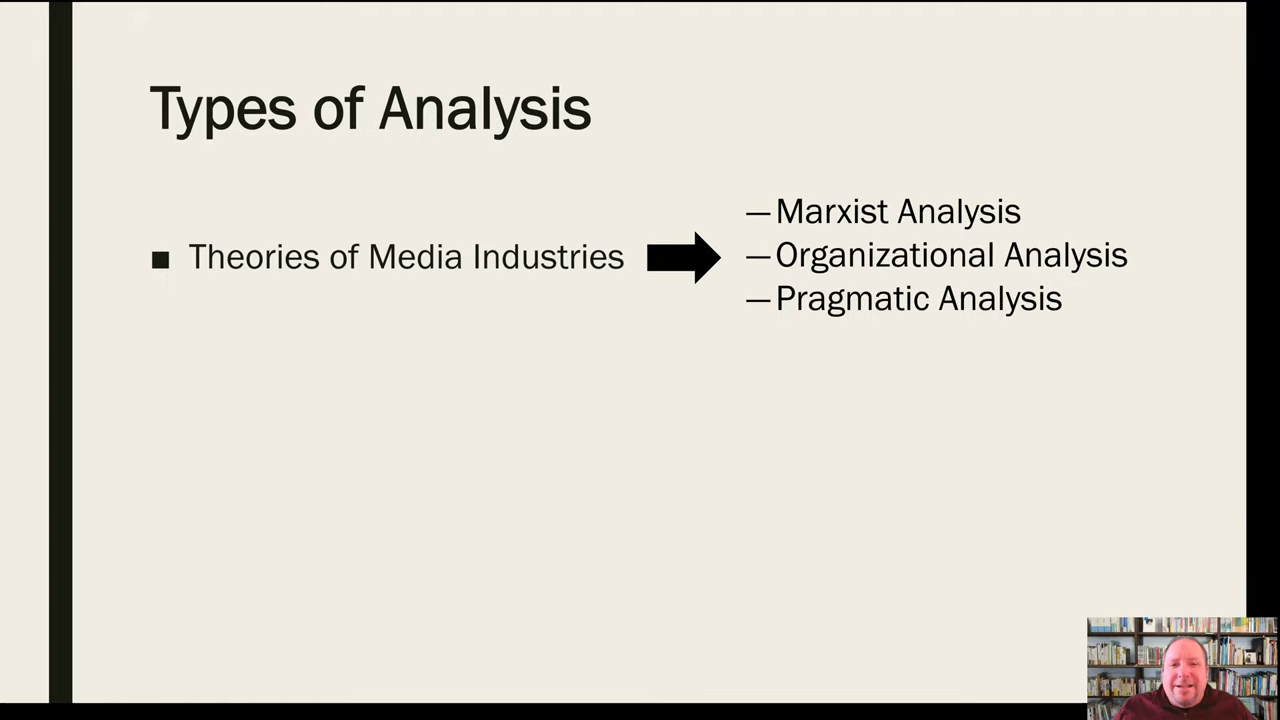 Types of Analysis
■ Theories of Media Industries
—Marxist Analysis
—Organizational Analysis
—Pragmatic Analysis